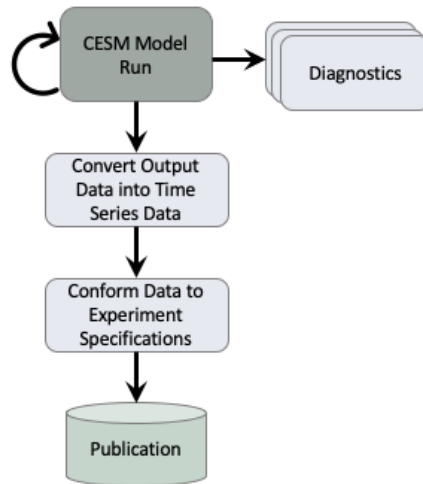 CESM Model
Run
Diagnostics
Convert Output
Data into Time
Series Data
Conform Data to
Experiment
Specifications
Publication